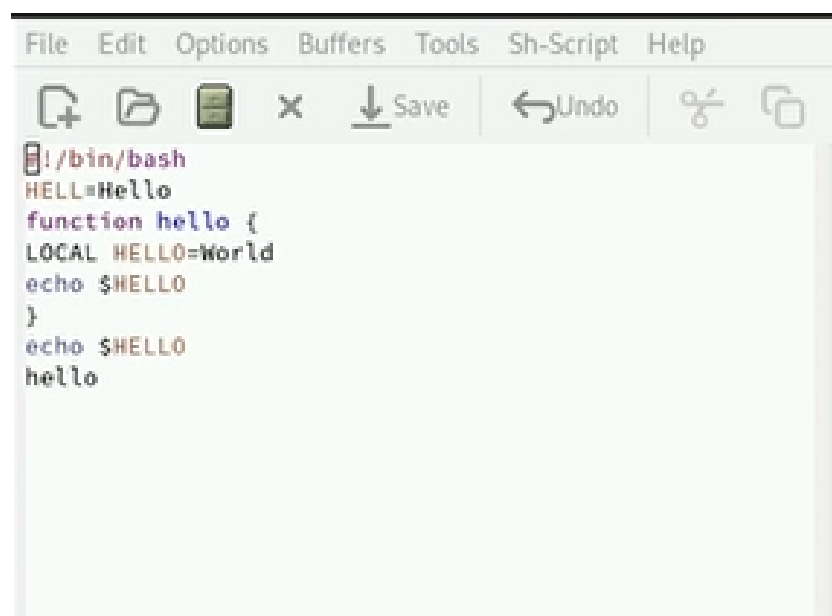 File Edit Options Buffers Tools Sh-Script Help
Save Undo
#!/bin/bash
HELL=Hello
function hello {
LOCAL HELLO=World
echo $HELLO
}
echo $HELLO
hello